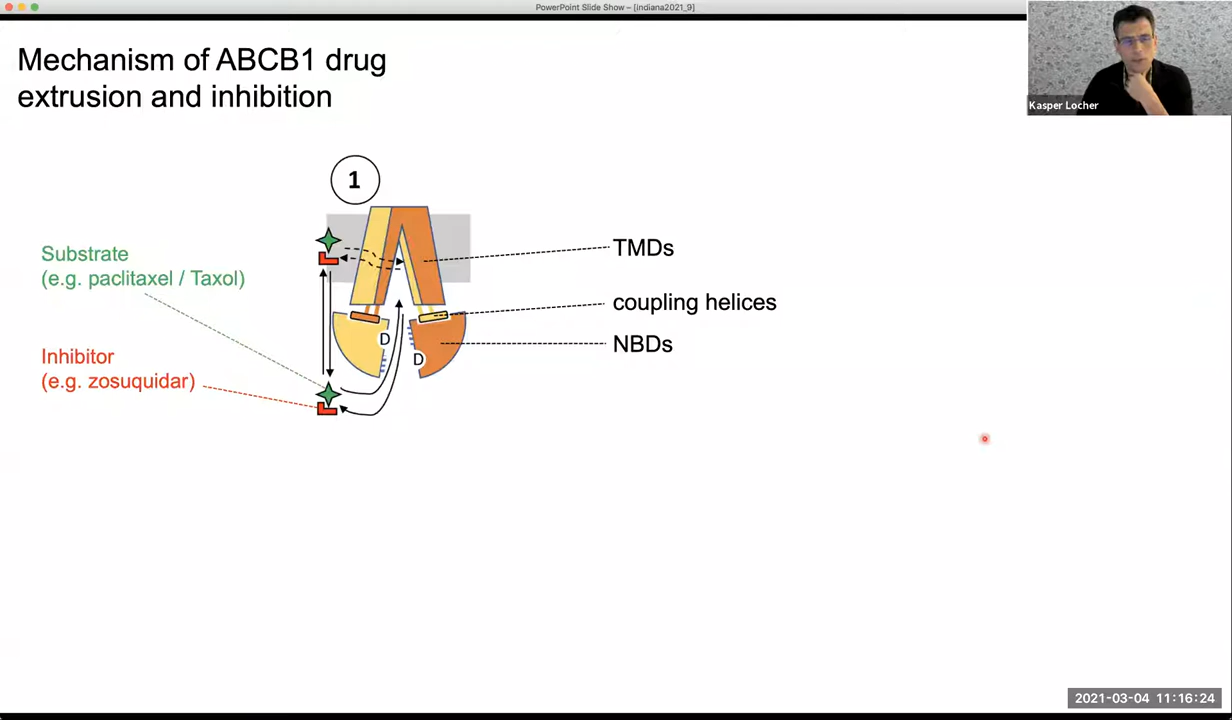 PowerPoint Slide Show – [indiana2021_9]
Kasper Locher
Mechanism of ABCB1 drug
extrusion and inhibition
1
Substrate
(e.g. paclitaxel / Taxol)
TMDs
coupling helices
D
D
NBDs
Inhibitor
(e.g. zosuquidar)
2021-03-04 11:16:24